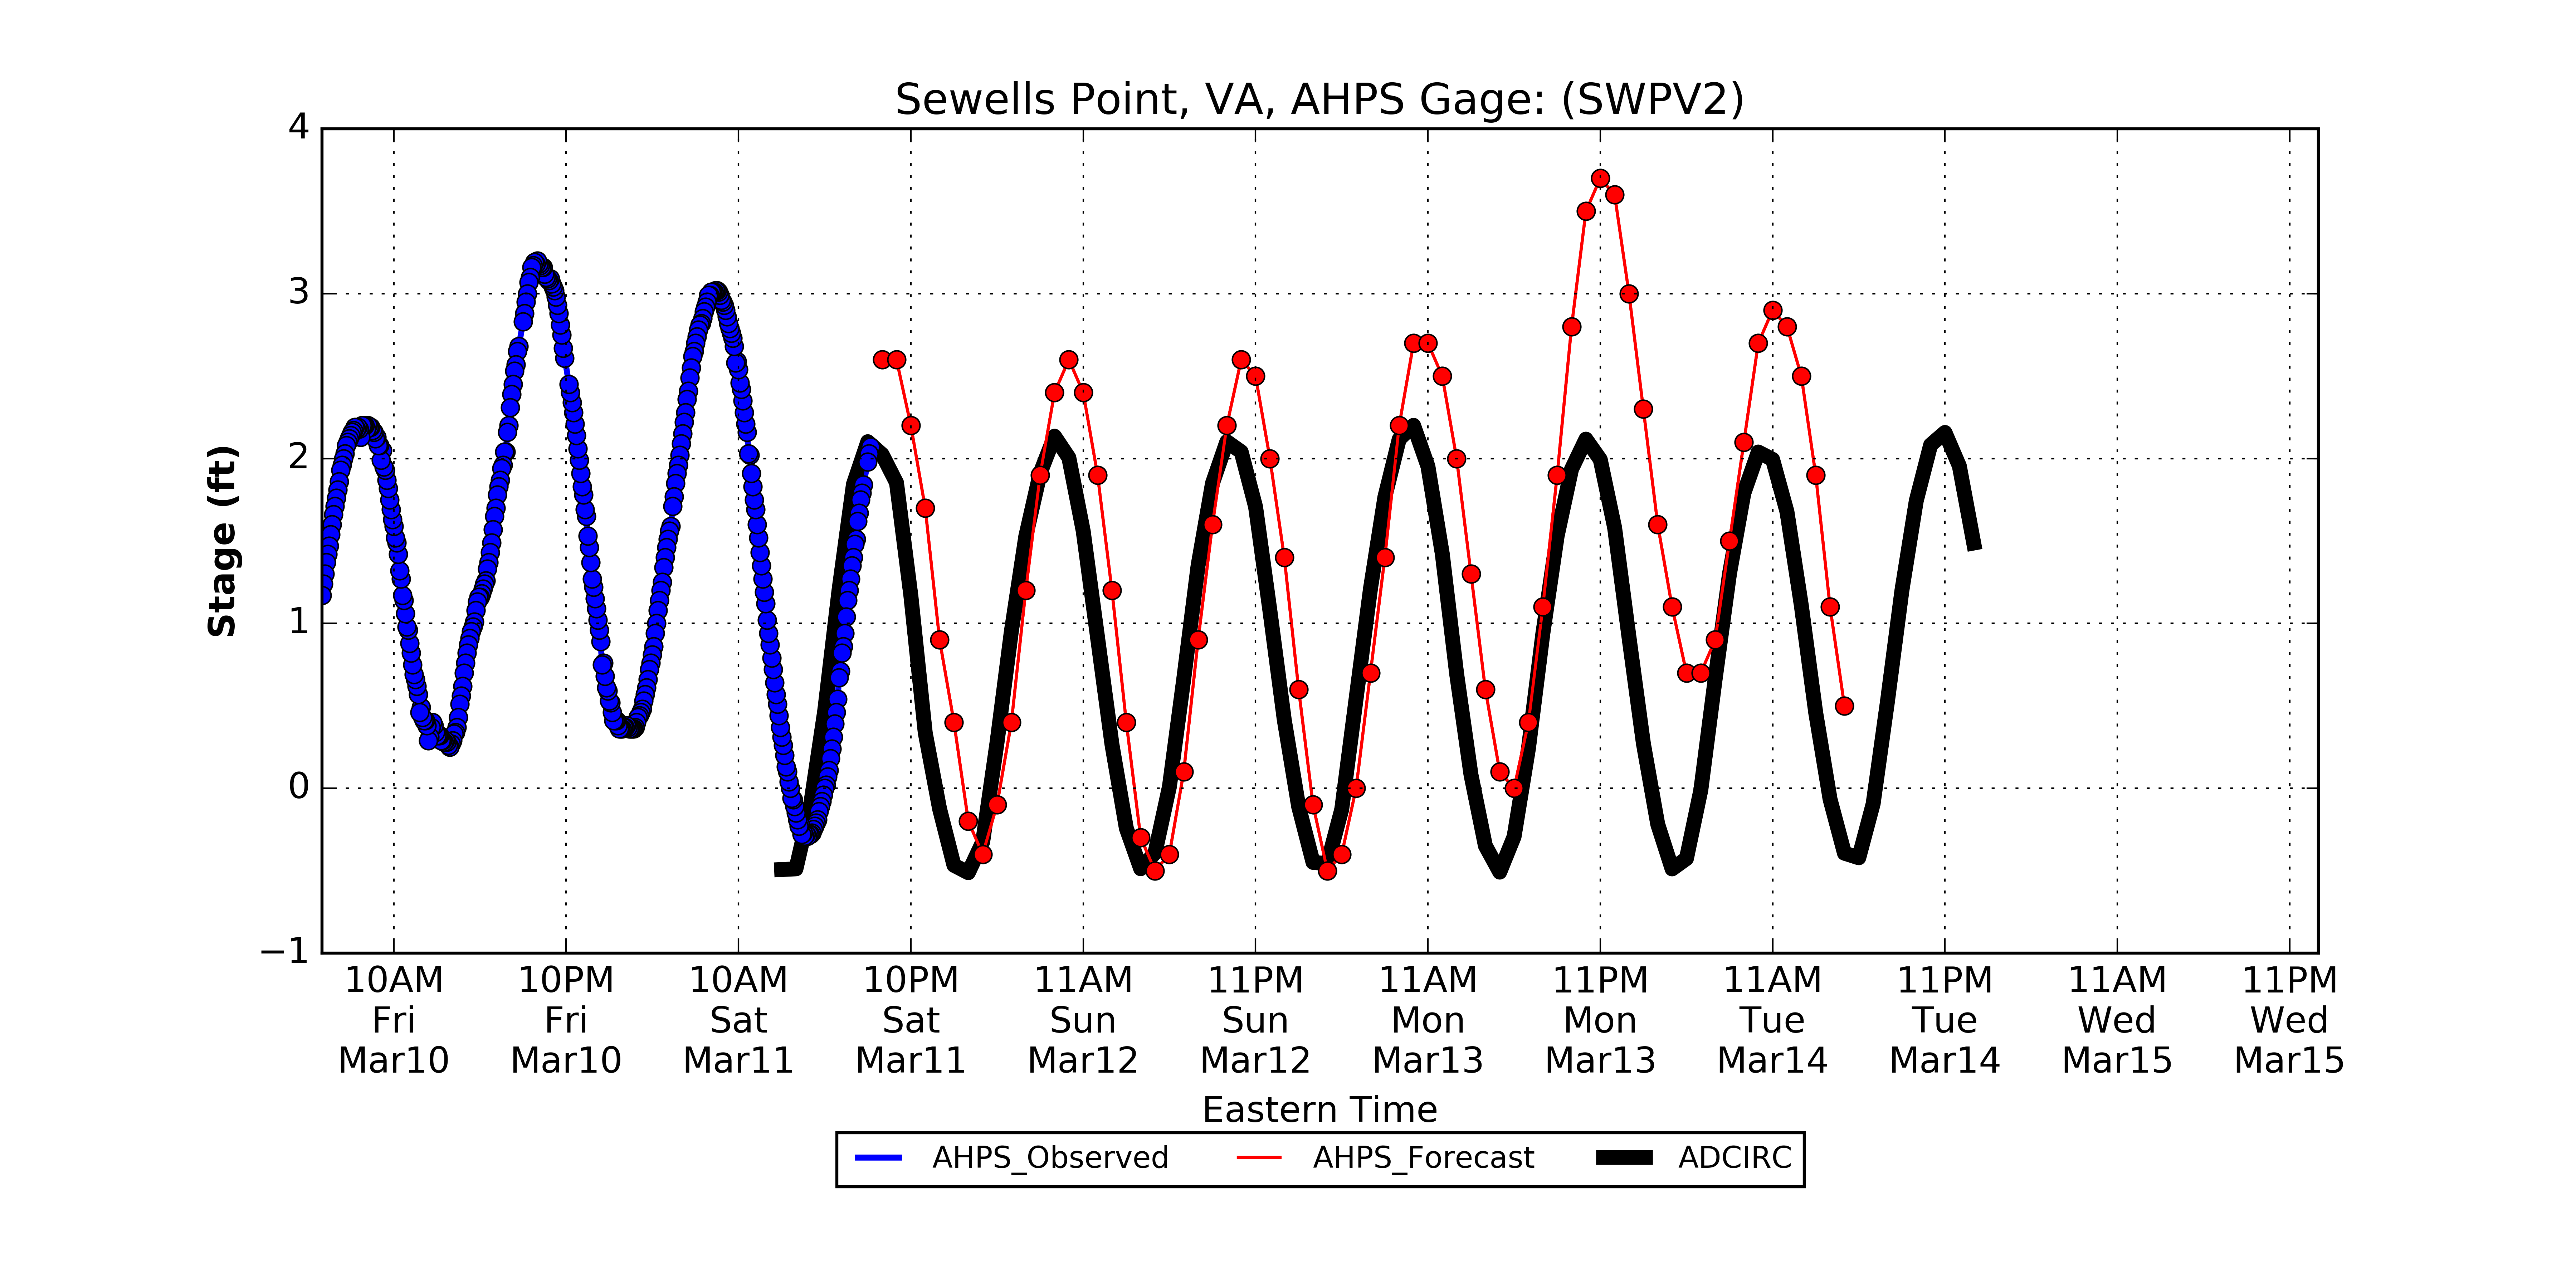 Sewells Point, VA, AHPS Gage: (SWPV2)
4
3
2
1
0
−1
Stage (ft)
10AM 10PM 10AM 10PM 11AM 11PM 11AM 11PM 11AM 11PM 11AM 11PM
Fri Fri Sat Sat Sun Sun Mon Mon Tue Tue Wed Wed
Mar10 Mar10 Mar11 Mar11 Mar12 Mar12 Mar13 Mar13 Mar14 Mar14 Mar15 Mar15
Eastern Time
AHPS_Observed AHPS_Forecast ADCIRC